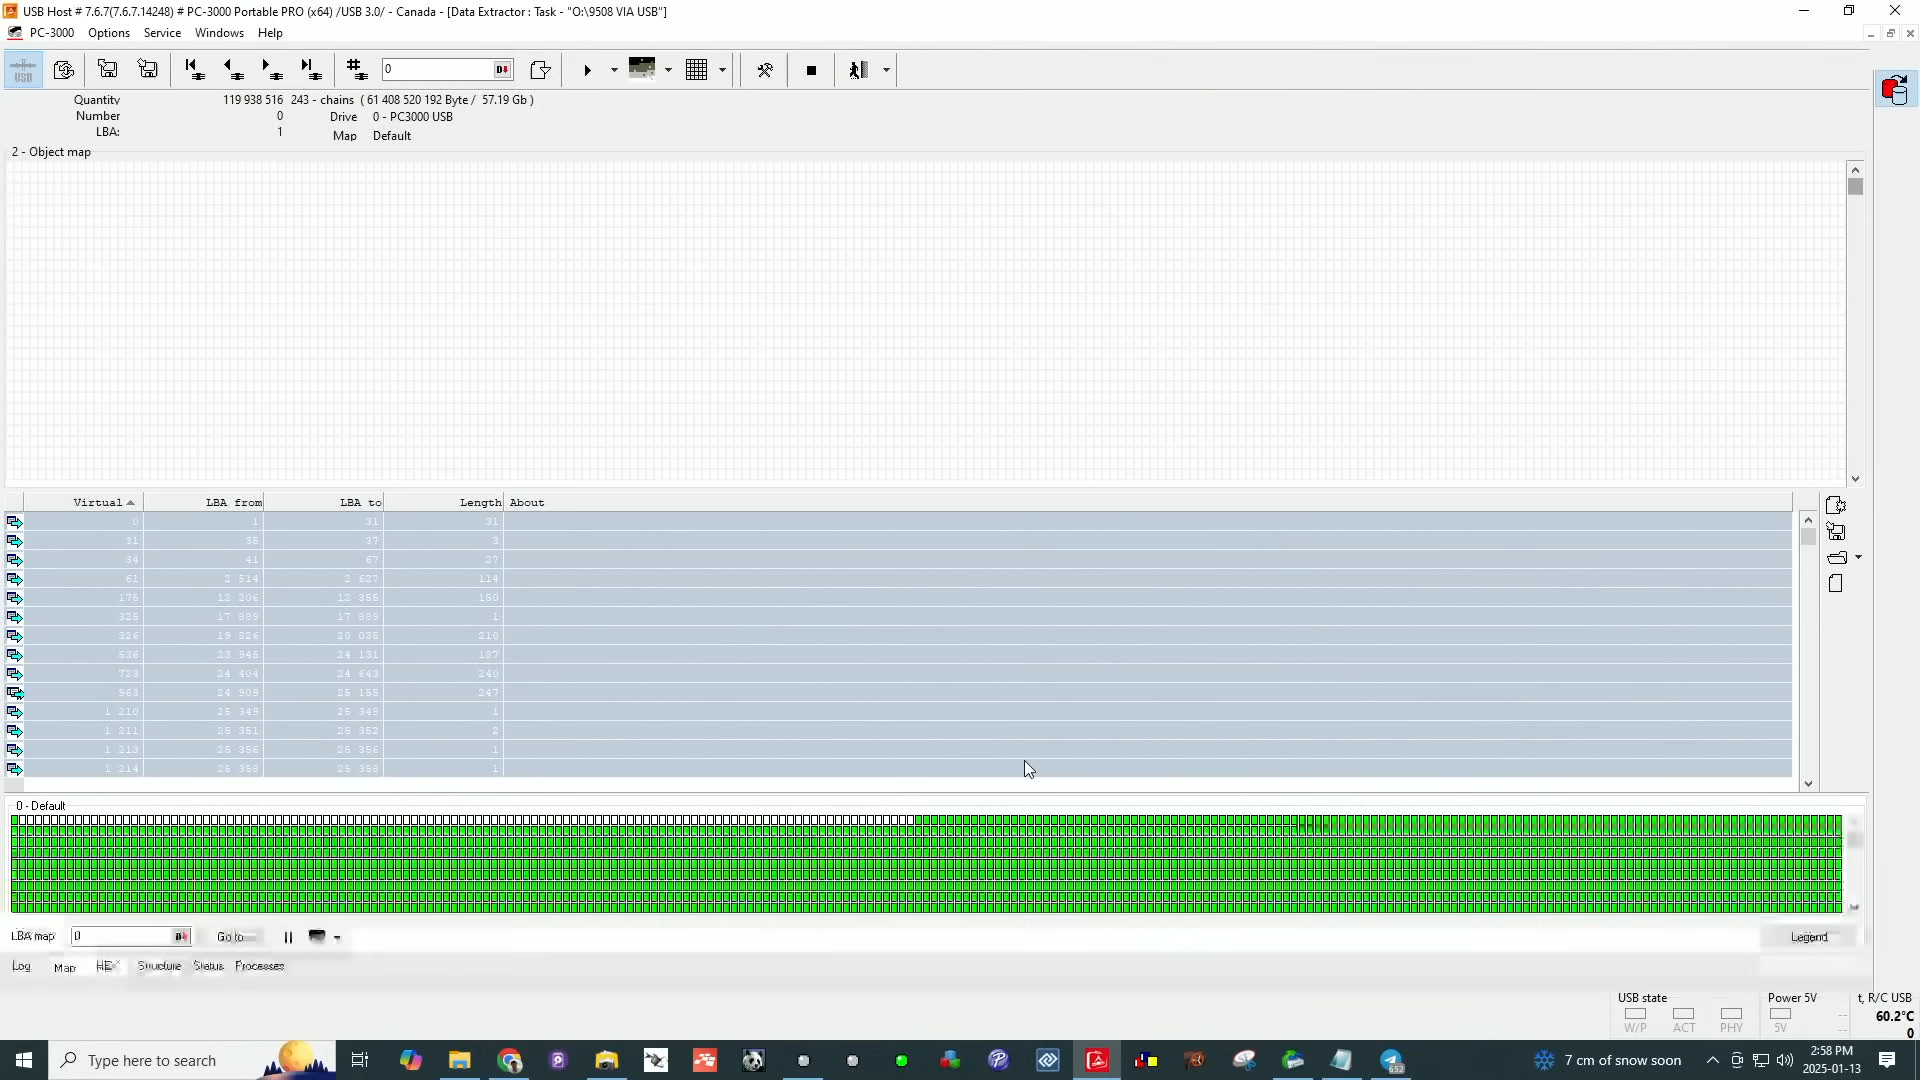 USB Host # 7.6.7(7.6.7.14248) # PC-3000 Portable PRO (x64) /USB 3.0/ - Canada - [Data Extractor : Task - "O:\9508 VIA USB"]
PC-3000 Options Service Windows Help
USB 0
Quantity 119 938 516 243 - chains ( 61 408 520 192 Byte / 57.19 Gb )
Number 0 Drive 0 - PC3000 USB
LBA: 1 Map Default
2 - Object map
Virtual LBA from LBA to Length About
0 1 31 31
31 35 37 3
34 41 67 27
61 2 514 2 627 114
175 12 206 12 355 150
325 17 889 17 889 1
326 19 826 20 035 210
536 23 945 24 131 187
723 24 404 24 643 240
963 24 909 25 155 247
1 210 25 349 25 349 1
1 211 25 351 25 352 2
1 213 25 356 25 356 1
1 214 25 358 25 358 1
0 - Default
LBA map 0 Go to Legend
Log Map HEX Structure Status Processes
USB state Power 5V t, R/C USB
W/P ACT PHY 5V -- 60.2°C
-- 0
Type here to search 652 7 cm of snow soon 2:58 PM
2025-01-13